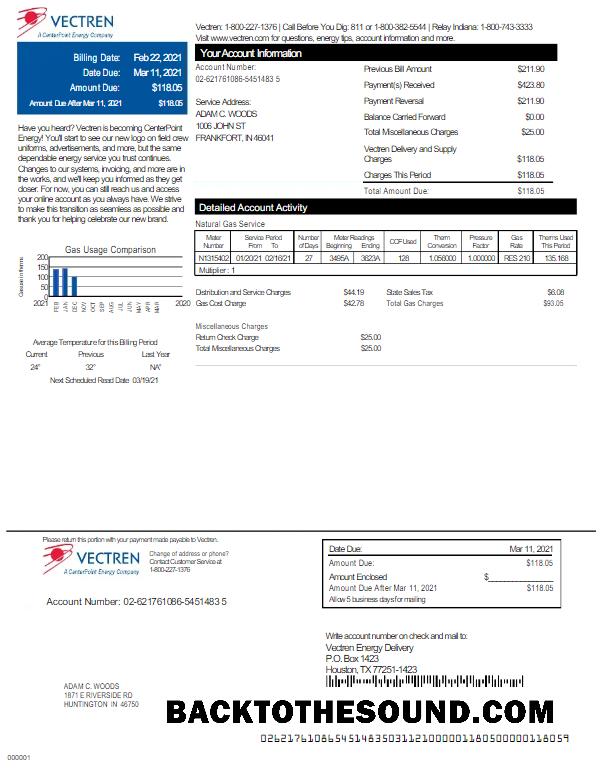 VECTREN
A CenterPoint Energy Company
Vectren: 1-800-227-1376 | Call Before You Dig: 811 or 1-800-382-5544 | Relay Indiana: 1-800-743-3333
Visit www.vectren.com for questions, energy tips, account information and more.
Billing Date: Feb 22, 2021
Date Due: Mar 11, 2021
Amount Due: $118.05
Amount Due After Mar 11, 2021 $118.05
Have you heard? Vectren is becoming CenterPoint
Energy! You'll start to see our new logo on field crew
uniforms, advertisements, and more, but the same
dependable energy service you trust continues.
Changes to our systems, invoicing, and more are in
the works, and we'll keep you informed as they get
closer. For now, you can still reach us and access
your online account as you always have. We strive
to make this transition as seamless as possible and
thank you for helping celebrate our new brand.
Gas Usage Comparison
Gas use in therms
200
150
100
50
0
2021 FEB JAN DEC NOV OCT SEP AUG JUL JUN MAY APR MAR 2020
Average Temperature for this Billing Period
Current Previous Last Year
24° 32° NA°
Next Scheduled Read Date 03/19/21
Your Account Information
Account Number:
02-621761086-5451483 5
Service Address:
ADAM C. WOODS
1006 JOHN ST
FRANKFORT, IN 46041
Previous Bill Amount $211.90
Payment(s) Received $423.80
Payment Reversal $211.90
Balance Carried Forward $0.00
Total Miscellaneous Charges $25.00
Vectren Delivery and Supply
Charges $118.05
Charges This Period $118.05
Total Amount Due: $118.05
Detailed Account Activity
Natural Gas Service
Meter Number Service Period From To Number of Days Meter Readings Beginning Ending CCF Used Therm Conversion Pressure Factor Gas Rate Therms Used This Period
N1315402 01/2021 02/16/21 27 3495A 3623A 128 1.056000 1.000000 RES 210 135.168
Multiplier : 1
Distribution and Service Charges $44.19 State Sales Tax $6.08
Gas Cost Charge $42.78 Total Gas Charges $93.05
Miscellaneous Charges
Return Check Charge $25.00
Total Miscellaneous Charges $25.00
Please return this portion with your payment made payable to Vectren.
VECTREN
A CenterPoint Energy Company
Change of address or phone?
Contact Customer Service at
1-800-227-1376
Account Number: 02-621761086-5451483 5
Date Due: Mar 11, 2021
Amount Due: $118.05
Amount Enclosed $
Amount Due After Mar 11, 2021 $118.05
Allow 5 business days for mailing
Write account number on check and mail to:
Vectren Energy Delivery
P.O. Box 1423
Houston, TX 77251-1423
ADAM C. WOODS
1871 E RIVERSIDE RD
HUNTINGTON IN 46750
BACKTOTHESOUND.COM
026217610865451483503112100000011805000000118059
000001